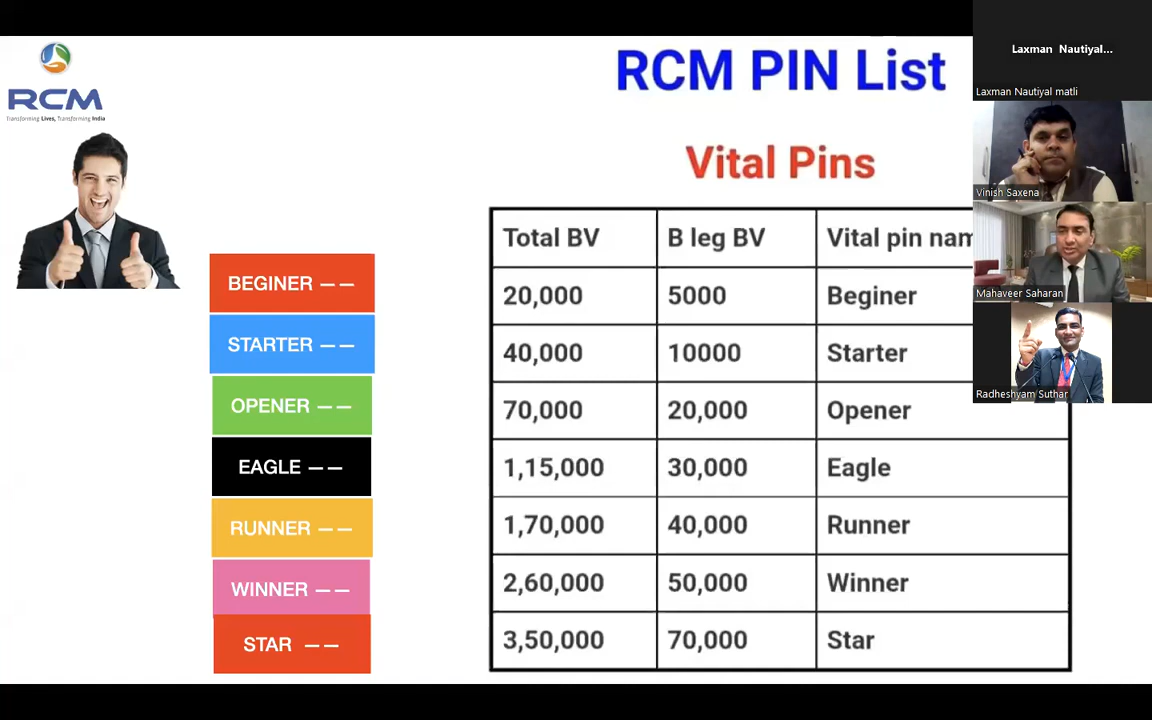 RCM
Transforming Lives, Transforming India
RCM PIN List
Vital Pins
BEGINER — —
STARTER — —
OPENER — —
EAGLE — —
RUNNER — —
WINNER — —
STAR — —
Total BV B leg BV Vital pin nam
20,000 5000 Beginer
40,000 10000 Starter
70,000 20,000 Opener
1,15,000 30,000 Eagle
1,70,000 40,000 Runner
2,60,000 50,000 Winner
3,50,000 70,000 Star
Laxman Nautiyal...
Laxman Nautiyal matli
Vinish Saxena
Mahaveer Saharan
Radheshyam Suthar